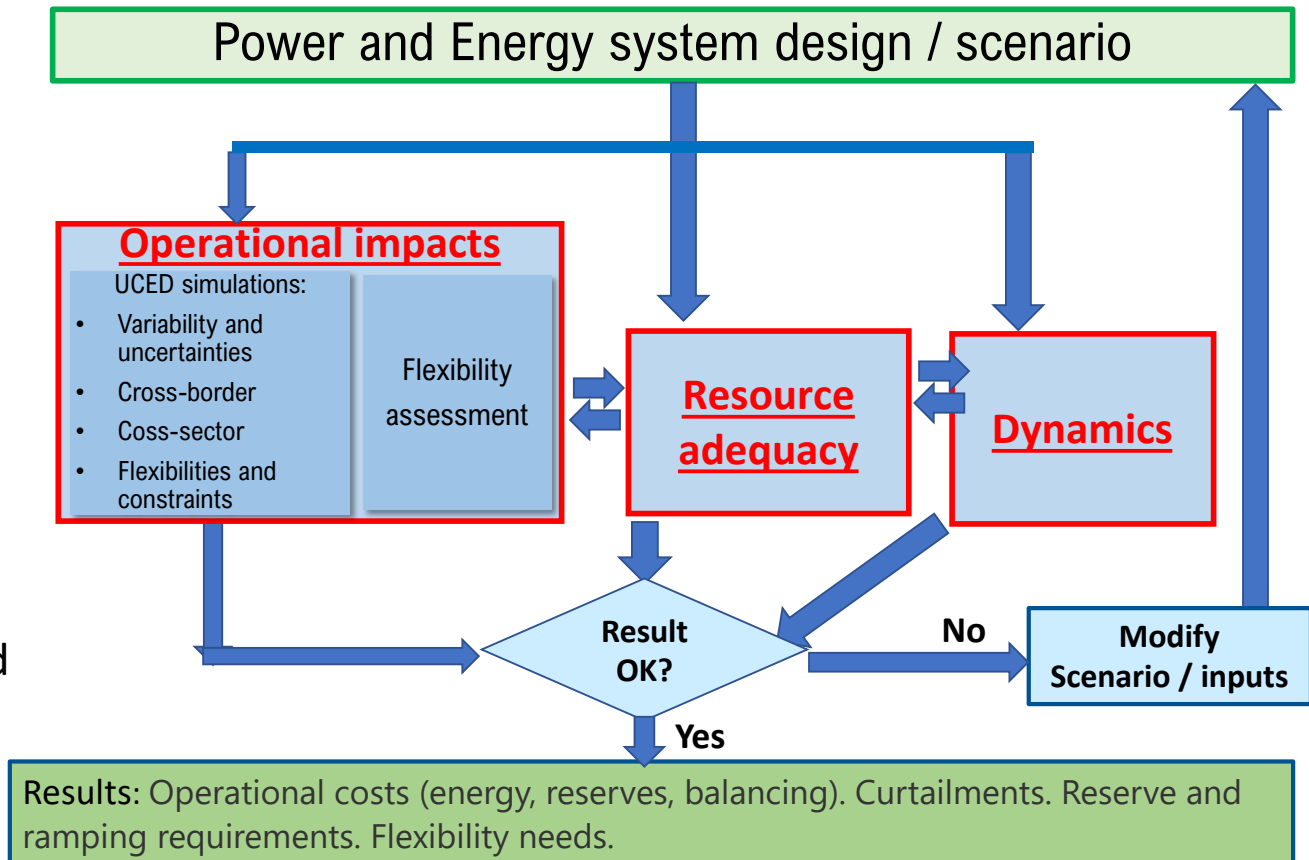 Power and Energy system design / scenario
Operational impacts
UCED simulations:
• Variability and
uncertainties
• Cross-border
• Coss-sector
• Flexibilities and
constraints
Flexibility
assessment
Resource
adequacy
Dynamics
d
Result
OK?
No
Modify
Scenario / inputs
Yes
Results: Operational costs (energy, reserves, balancing). Curtailments. Reserve and
ramping requirements. Flexibility needs.